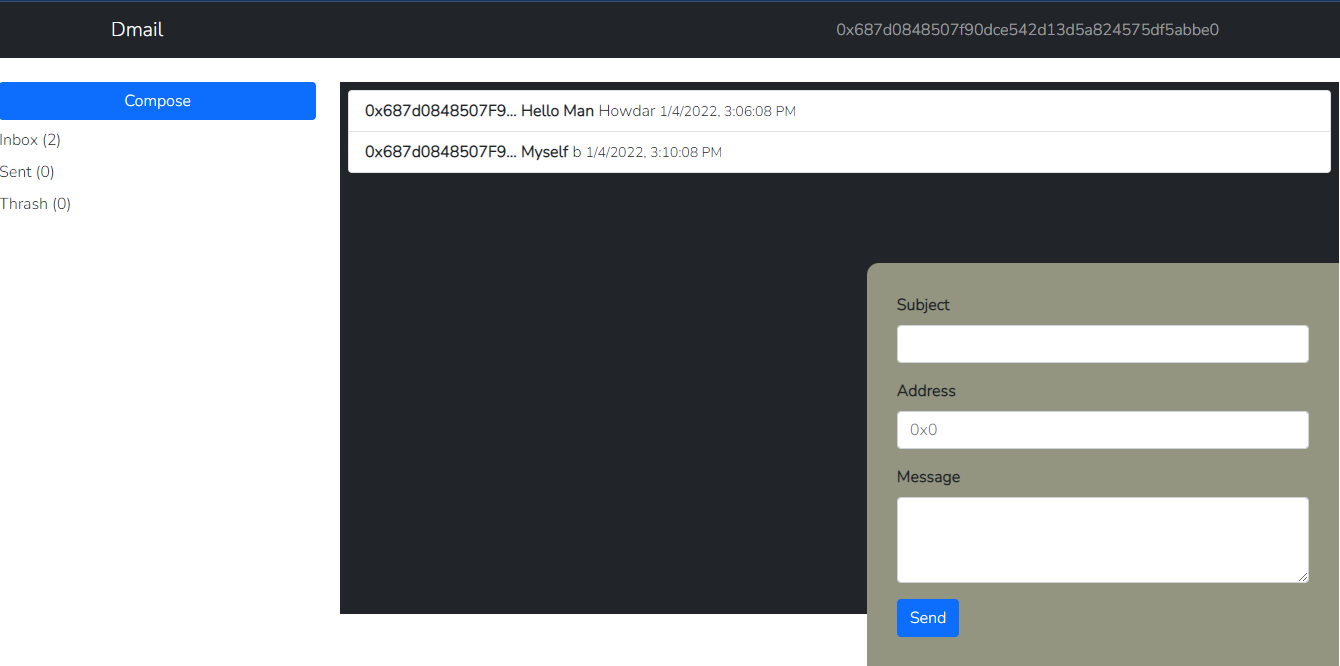 Dmail
0x687d0848507f90dce542d13d5a824575df5abbe0
Compose
Inbox (2)
Sent (0)
Thrash (0)
0x687d0848507F9... Hello Man Howdar 1/4/2022, 3:06:08 PM
0x687d0848507F9... Myself b 1/4/2022, 3:10:08 PM
Subject
Address
0x0
Message
Send